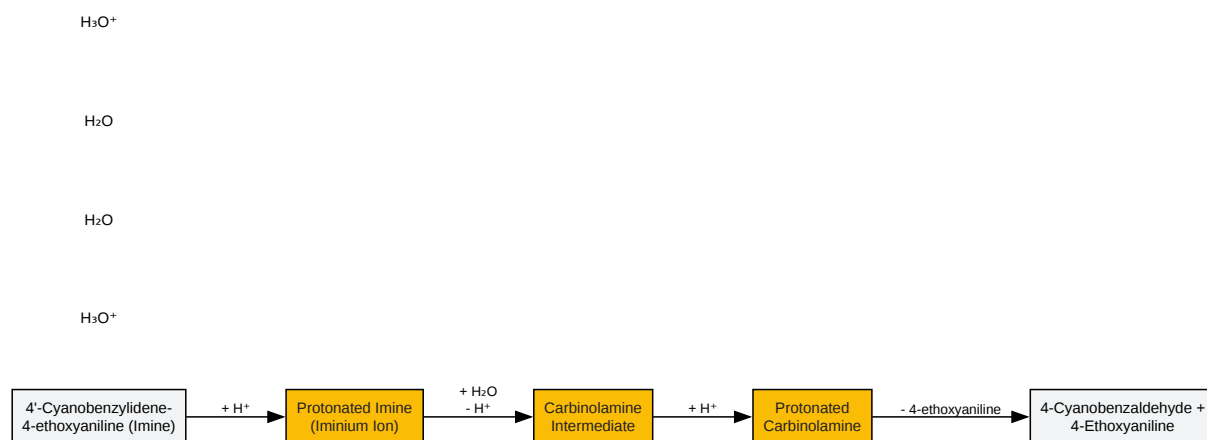 H₃O⁺
H₂O
H₂O
H₃O⁺
4'-Cyanobenzylidene-
4-ethoxyaniline (Imine)
+ H⁺
Protonated Imine
(Iminium Ion)
+ H₂O
- H⁺
Carbinolamine
Intermediate
+ H⁺
Protonated
Carbinolamine
- 4-ethoxyaniline
4-Cyanobenzaldehyde +
4-Ethoxyaniline